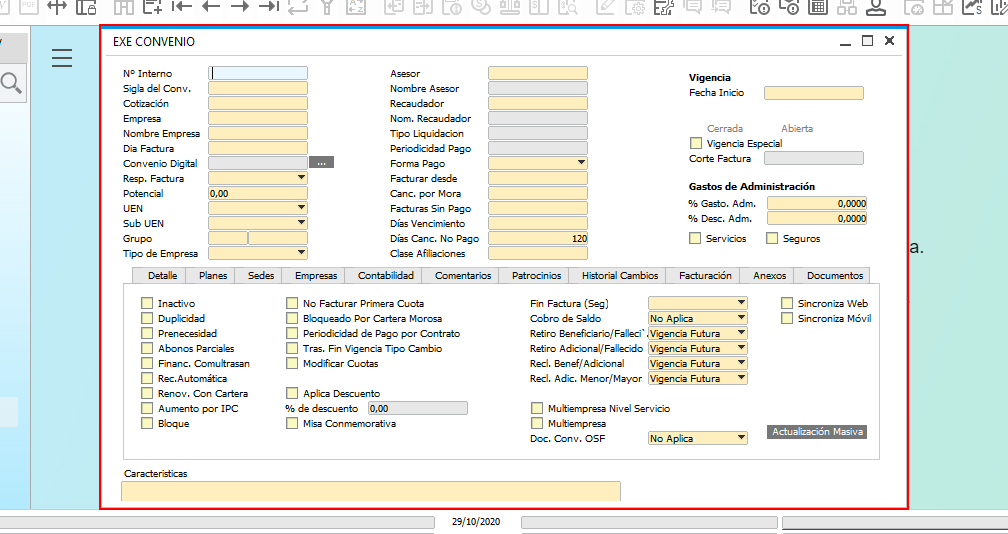 EXE CONVENIO
Nº Interno
Sigla del Conv.
Cotización
Empresa
Nombre Empresa
Dia Factura
Convenio Digital
...
Resp. Factura
Potencial
0,00
UEN
Sub UEN
Grupo
Tipo de Empresa
Asesor
Nombre Asesor
Recaudador
Nom. Recaudador
Tipo Liquidacion
Periodicidad Pago
Forma Pago
Facturar desde
Canc. por Mora
Facturas Sin Pago
Días Vencimiento
Días Canc. No Pago
120
Clase Afiliaciones
Vigencia
Fecha Inicio
Cerrada Abierta
Vigencia Especial
Corte Factura
Gastos de Administración
% Gasto. Adm. 0,0000
% Desc. Adm. 0,0000
Servicios Seguros
a.
Detalle Planes Sedes Empresas Contabilidad Comentarios Patrocinios Historial Cambios Facturación Anexos Documentos
Inactivo
Duplicidad
Prenecesidad
Abonos Parciales
Financ. Comultrasan
Rec.Automática
Renov. Con Cartera
Aumento por IPC
Bloque
No Facturar Primera Cuota
Bloqueado Por Cartera Morosa
Periodicidad de Pago por Contrato
Tras. Fin Vigencia Tipo Cambio
Modificar Cuotas
Aplica Descuento
% de descuento 0,00
Misa Conmemorativa
Fin Factura (Seg)
Cobro de Saldo No Aplica
Retiro Beneficiario/Falleci` Vigencia Futura
Retiro Adicional/Fallecido Vigencia Futura
Recl. Benef/Adicional Vigencia Futura
Recl. Adic. Menor/Mayor Vigencia Futura
Multiempresa Nivel Servicio
Multiempresa
Doc. Conv. OSF No Aplica
Sincroniza Web
Sincroniza Móvil
Actualización Masiva
Caracteristicas
29/10/2020